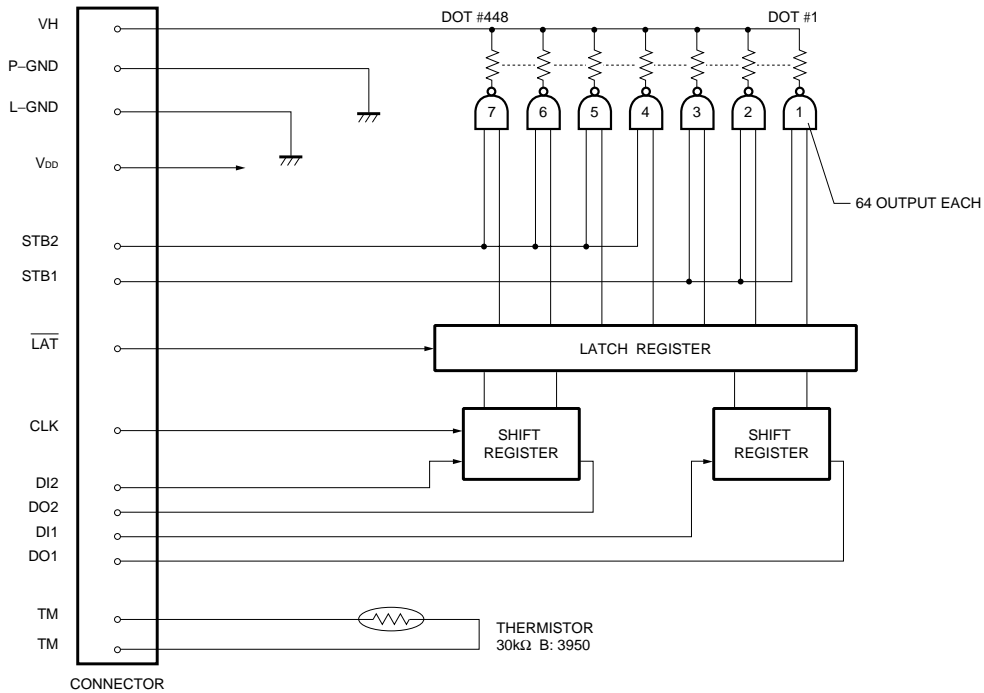 VH
DOT #448
DOT #1
P–GND
L–GND
VDD
7
6
5
4
3
2
1
64 OUTPUT EACH
STB2
STB1
LAT
LATCH REGISTER
CLK
SHIFT
REGISTER
SHIFT
REGISTER
DI2
DO2
DI1
DO1
TM
THERMISTOR
30kΩ B: 3950
TM
CONNECTOR